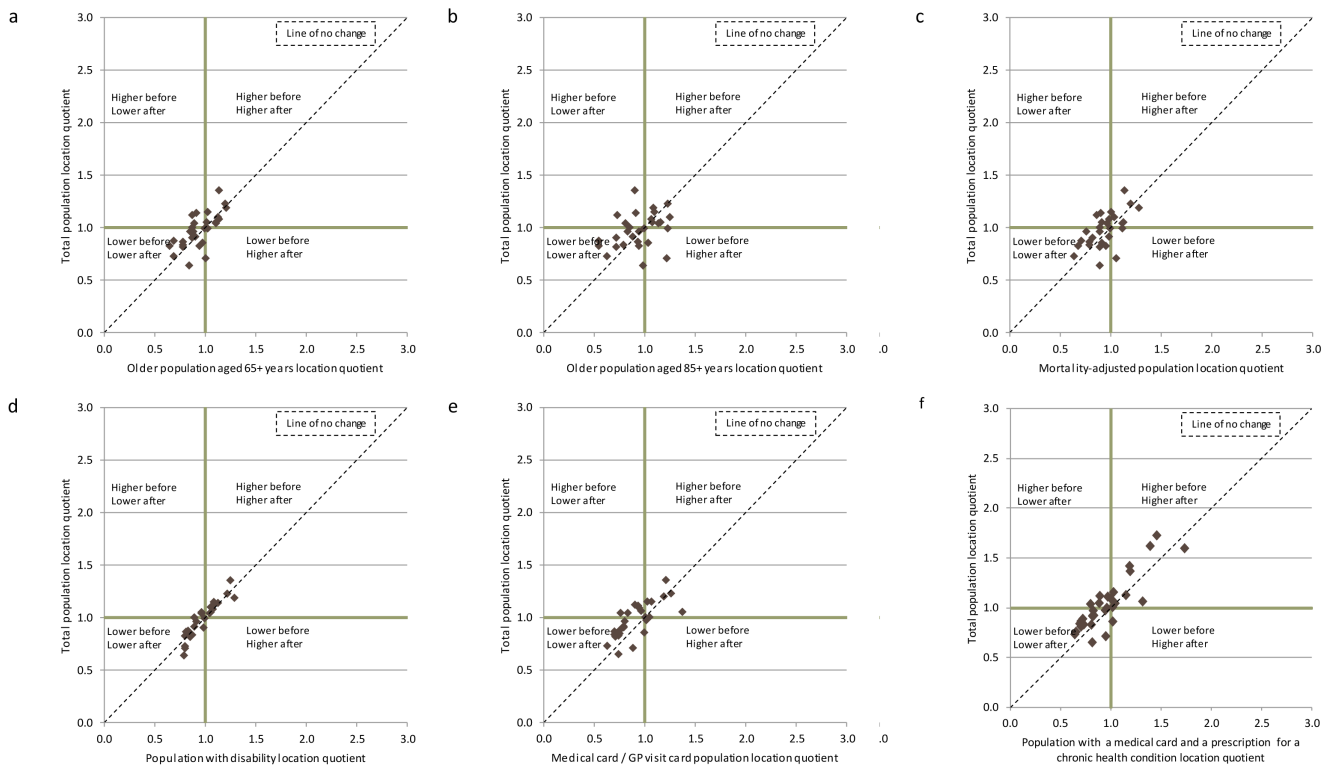 a
3.0
2.5
2.0
1.5
1.0
0.5
0.0
Total population location quotient
Line of no change
Higher before
Lower after
Higher before
Higher after
Lower before
Lower after
Lower before
Higher after
0.0 0.5 1.0 1.5 2.0 2.5 3.0
Older population aged 65+ years location quotient
b
3.0
2.5
2.0
1.5
1.0
0.5
0.0
Total population location quotient
Line of no change
Higher before
Lower after
Higher before
Higher after
Lower before
Lower after
Lower before
Higher after
0.0 0.5 1.0 1.5 2.0 2.5 3.0
Older population aged 85+ years location quotient
.0
c
3.0
2.5
2.0
1.5
1.0
0.5
0.0
Total population location quotient
Line of no change
Higher before
Lower after
Higher before
Higher after
Lower before
Lower after
Lower before
Higher after
0.0 0.5 1.0 1.5 2.0 2.5 3.0
Mortality-adjusted population location quotient
d
3.0
2.5
2.0
1.5
1.0
0.5
0.0
Total population location quotient
Line of no change
Higher before
Lower after
Higher before
Higher after
Lower before
Lower after
Lower before
Higher after
0.0 0.5 1.0 1.5 2.0 2.5 3.0
Population with disability location quotient
e
3.0
2.5
2.0
1.5
1.0
0.5
0.0
Total population location quotient
Line of no change
Higher before
Lower after
Higher before
Higher after
Lower before
Lower after
Lower before
Higher after
0.0 0.5 1.0 1.5 2.0 2.5 3.0
Medical card / GP visit card population location quotient
.0
f
3.0
2.5
2.0
1.5
1.0
0.5
0.0
Total population location quotient
Line of no change
Higher before
Lower after
Higher before
Higher after
Lower before
Lower after
Lower before
Higher after
0.0 0.5 1.0 1.5 2.0 2.5 3.0
Population with a medical card and a prescription for a
chronic health condition location quotient